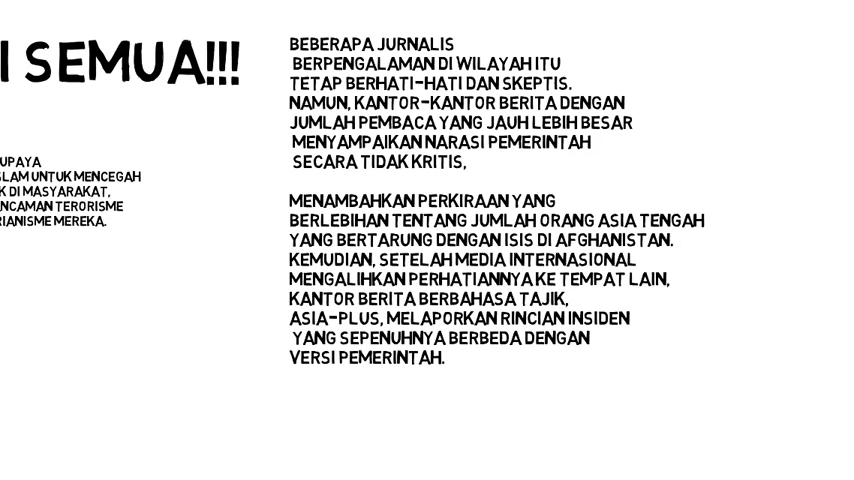 I SEMUA!!!
UPAYA
SLAM UNTUK MENCEGAH
K DI MASYARAKAT,
NCAMAN TERORISME
RIANISME MEREKA.
BEBERAPA JURNALIS
BERPENGALAMAN DI WILAYAH ITU
TETAP BERHATI-HATI DAN SKEPTIS.
NAMUN, KANTOR-KANTOR BERITA DENGAN
JUMLAH PEMBACA YANG JAUH LEBIH BESAR
MENYAMPAIKAN NARASI PEMERINTAH
SECARA TIDAK KRITIS,
MENAMBAHKAN PERKIRAAN YANG
BERLEBIHAN TENTANG JUMLAH ORANG ASIA TENGAH
YANG BERTARUNG DENGAN ISIS DI AFGHANISTAN.
KEMUDIAN, SETELAH MEDIA INTERNASIONAL
MENGALIHKAN PERHATIANNYA KE TEMPAT LAIN,
KANTOR BERITA BERBAHASA TAJIK,
ASIA-PLUS, MELAPORKAN RINCIAN INSIDEN
YANG SEPENUHNYA BERBEDA DENGAN
VERSI PEMERINTAH.